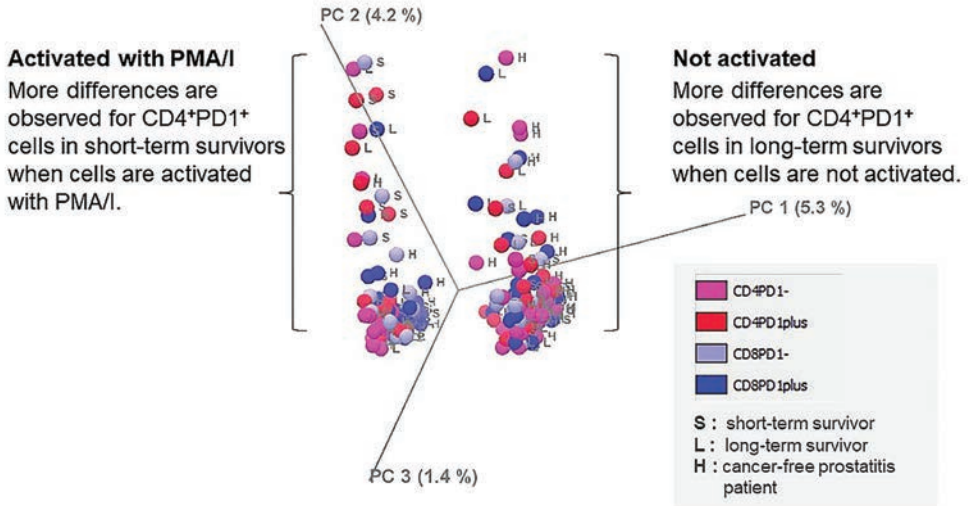 PC 2 (4.2 %)
Activated with PMA/I
More differences are
observed for CD4⁺PD1⁺
cells in short-term survivors
when cells are activated
with PMA/I.
Not activated
More differences are
observed for CD4⁺PD1⁺
cells in long-term survivors
when cells are not activated.
PC 1 (5.3 %)
PC 3 (1.4 %)
CD4PD1-
CD4PD1plus
CD8PD1-
CD8PD1plus
S : short-term survivor
L : long-term survivor
H : cancer-free prostatitis
patient